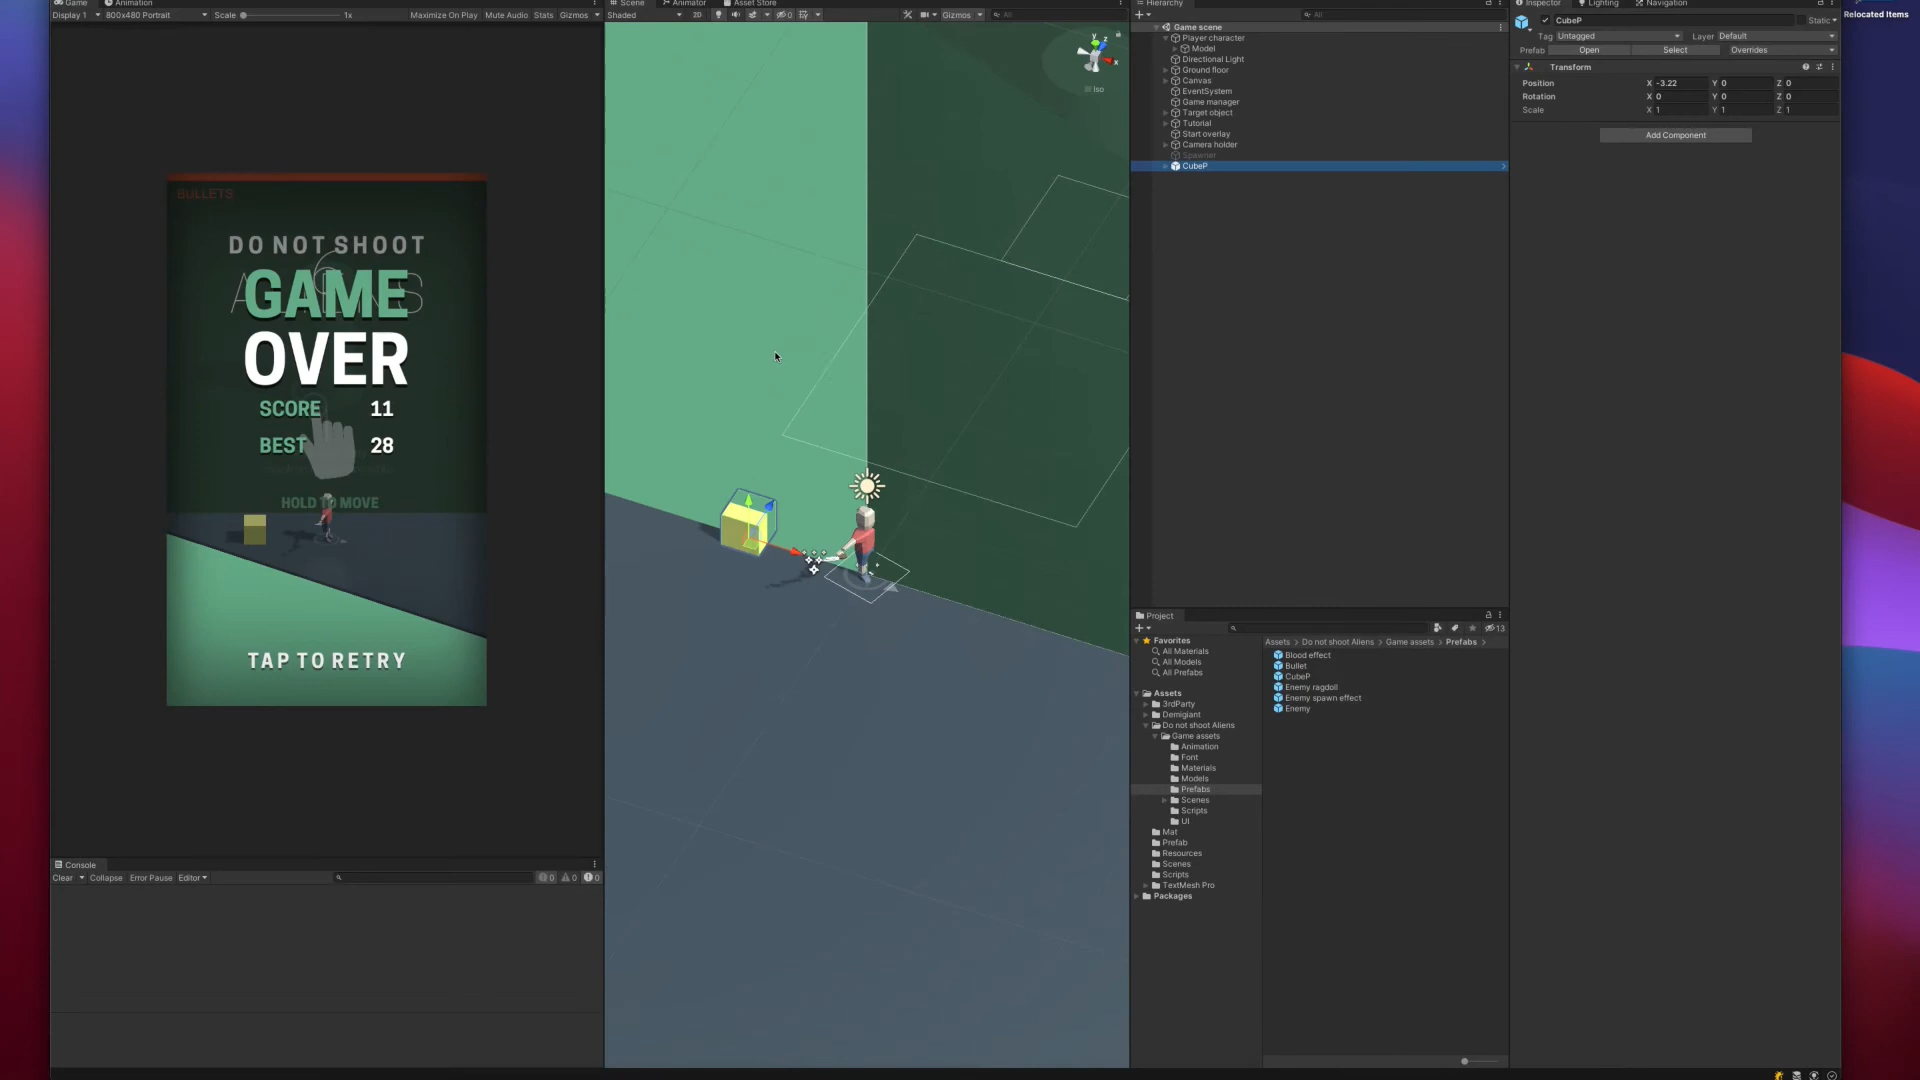 Game
Animation
Display 1
800x480 Portrait
Scale
1x
Maximize On Play
Mute Audio
Stats
Gizmos
BULLETS
DO NOT SHOOT
GAME
OVER
SCORE 11
BEST 28
HOLD TO MOVE
TAP TO RETRY
Console
Clear
Collapse
Error Pause
Editor
0
0
0
Scene
Animator
Asset Store
Shaded
2D
0
Gizmos
All
y
z
x
Iso
Hierarchy
All
Game scene
Player character
Model
Directional Light
Ground floor
Canvas
EventSystem
Game manager
Target object
Tutorial
Start overlay
Camera holder
Spawner
CubeP
Project
13
Favorites
All Materials
All Models
All Prefabs
Assets
3rdParty
Demigiant
Do not shoot Aliens
Game assets
Animation
Font
Materials
Models
Prefabs
Scenes
Scripts
UI
Mat
Prefab
Resources
Scenes
Scripts
TextMesh Pro
Packages
Assets > Do not shoot Aliens > Game assets > Prefabs >
Blood effect
Bullet
CubeP
Enemy ragdoll
Enemy spawn effect
Enemy
Inspector
Lighting
Navigation
CubeP
Static
Tag Untagged
Layer Default
Prefab
Open
Select
Overrides
Transform
Position X -3.22 Y 0 Z 0
Rotation X 0 Y 0 Z 0
Scale X 1 Y 1 Z 1
Add Component
Relocated Items